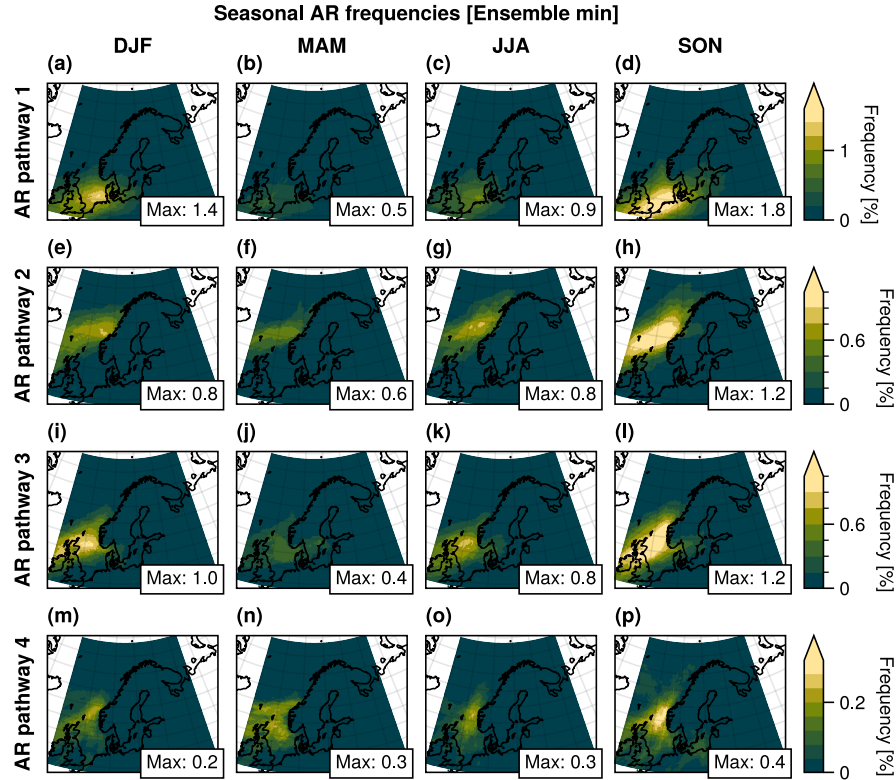 Seasonal AR frequencies [Ensemble min]
DJF MAM JJA SON
(a) (b) (c) (d)
AR pathway 1
Max: 1.4 Max: 0.5 Max: 0.9 Max: 1.8
1
0
Frequency [%]
(e) (f) (g) (h)
AR pathway 2
Max: 0.8 Max: 0.6 Max: 0.8 Max: 1.2
0.6
0
Frequency [%]
(i) (j) (k) (l)
AR pathway 3
Max: 1.0 Max: 0.4 Max: 0.8 Max: 1.2
0.6
0
Frequency [%]
(m) (n) (o) (p)
AR pathway 4
Max: 0.2 Max: 0.3 Max: 0.3 Max: 0.4
0.2
0
Frequency [%]